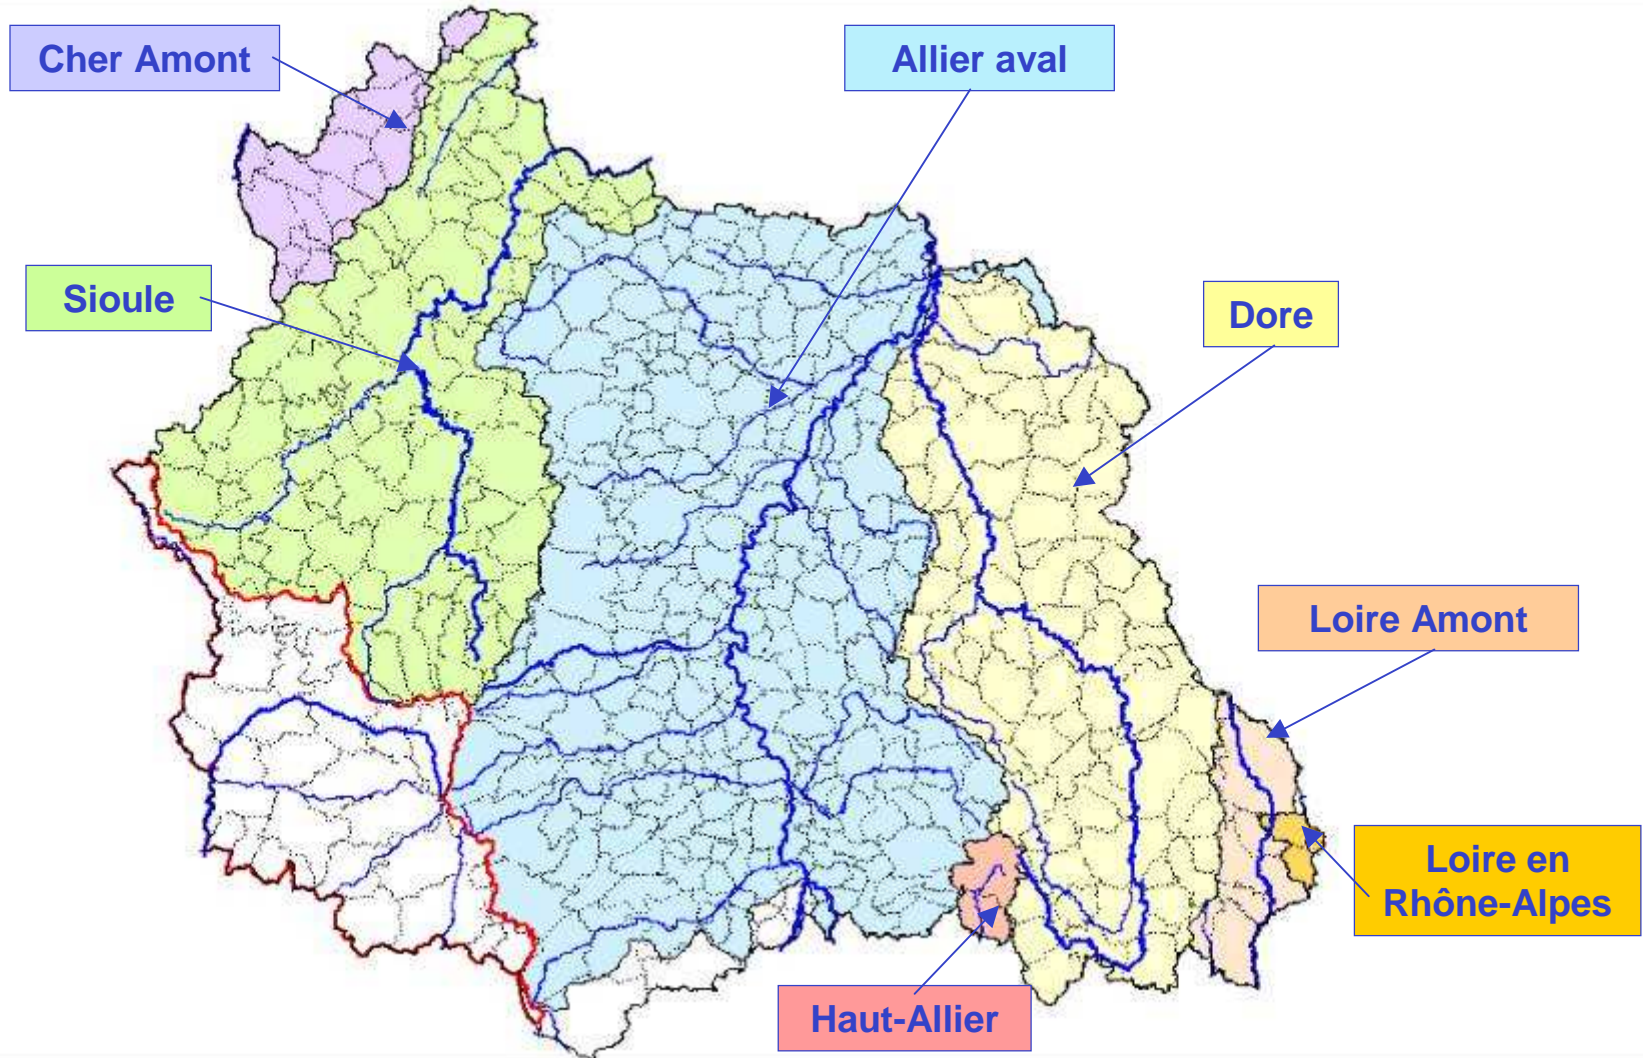 Cher Amont
Allier aval
Sioule
Dore
Loire Amont
Loire en
Rhône-Alpes
Haut-Allier